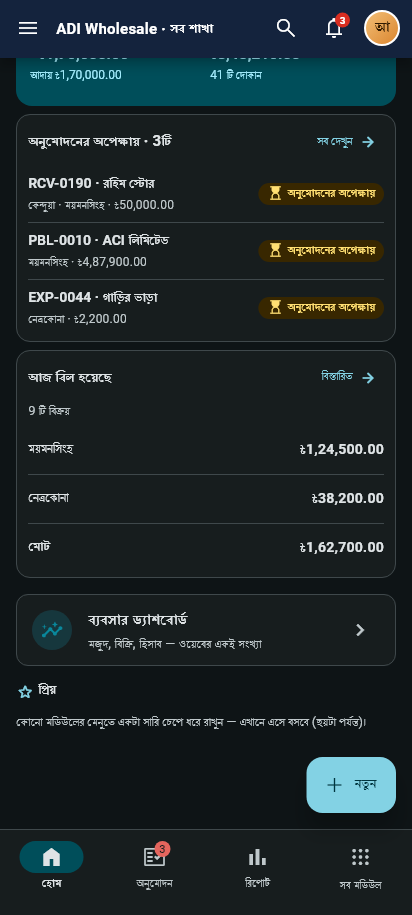 ADI Wholesale · সব শাখা
3
আ
আদায় ৳1,70,000.00
41 টি দোকান
অনুমোদনের অপেক্ষায় · 3টি
সব দেখুন
RCV-0190 · রহিম স্টোর
কেন্দুয়া · ময়মনসিংহ · ৳50,000.00
অনুমোদনের অপেক্ষায়
PBL-0010 · ACI লিমিটেড
ময়মনসিংহ · ৳4,87,900.00
অনুমোদনের অপেক্ষায়
EXP-0044 · গাড়ির ভাড়া
নেত্রকোনা · ৳2,200.00
অনুমোদনের অপেক্ষায়
আজ বিল হয়েছে
বিস্তারিত
9 টি বিক্রয়
ময়মনসিংহ
৳1,24,500.00
নেত্রকোনা
৳38,200.00
মোট
৳1,62,700.00
ব্যবসার ড্যাশবোর্ড
মজুদ, বিক্রি, হিসাব — ওয়েবের একই সংখ্যা
প্রিয়
কোনো মডিউলের মেনুতে একটা সারি চেপে ধরে রাখুন — এখানে এসে বসবে (ছয়টা পর্যন্ত)।
নতুন
3
হোম
অনুমোদন
রিপোর্ট
সব মডিউল